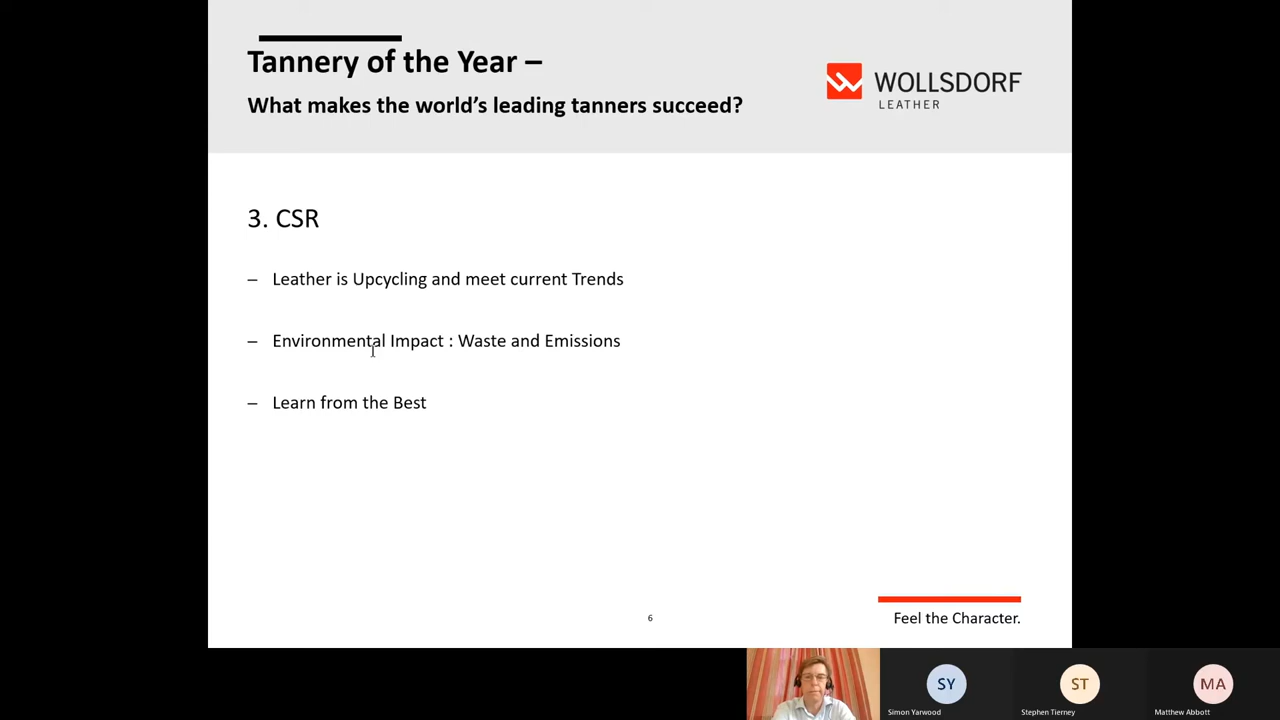 Tannery of the Year –
What makes the world's leading tanners succeed?
WOLLSDORF
LEATHER
3. CSR
– Leather is Upcycling and meet current Trends
– Environmental Impact : Waste and Emissions
– Learn from the Best
6
Feel the Character.
SY
ST
MA
Simon Yarwood
Stephen Tierney
Matthew Abbott